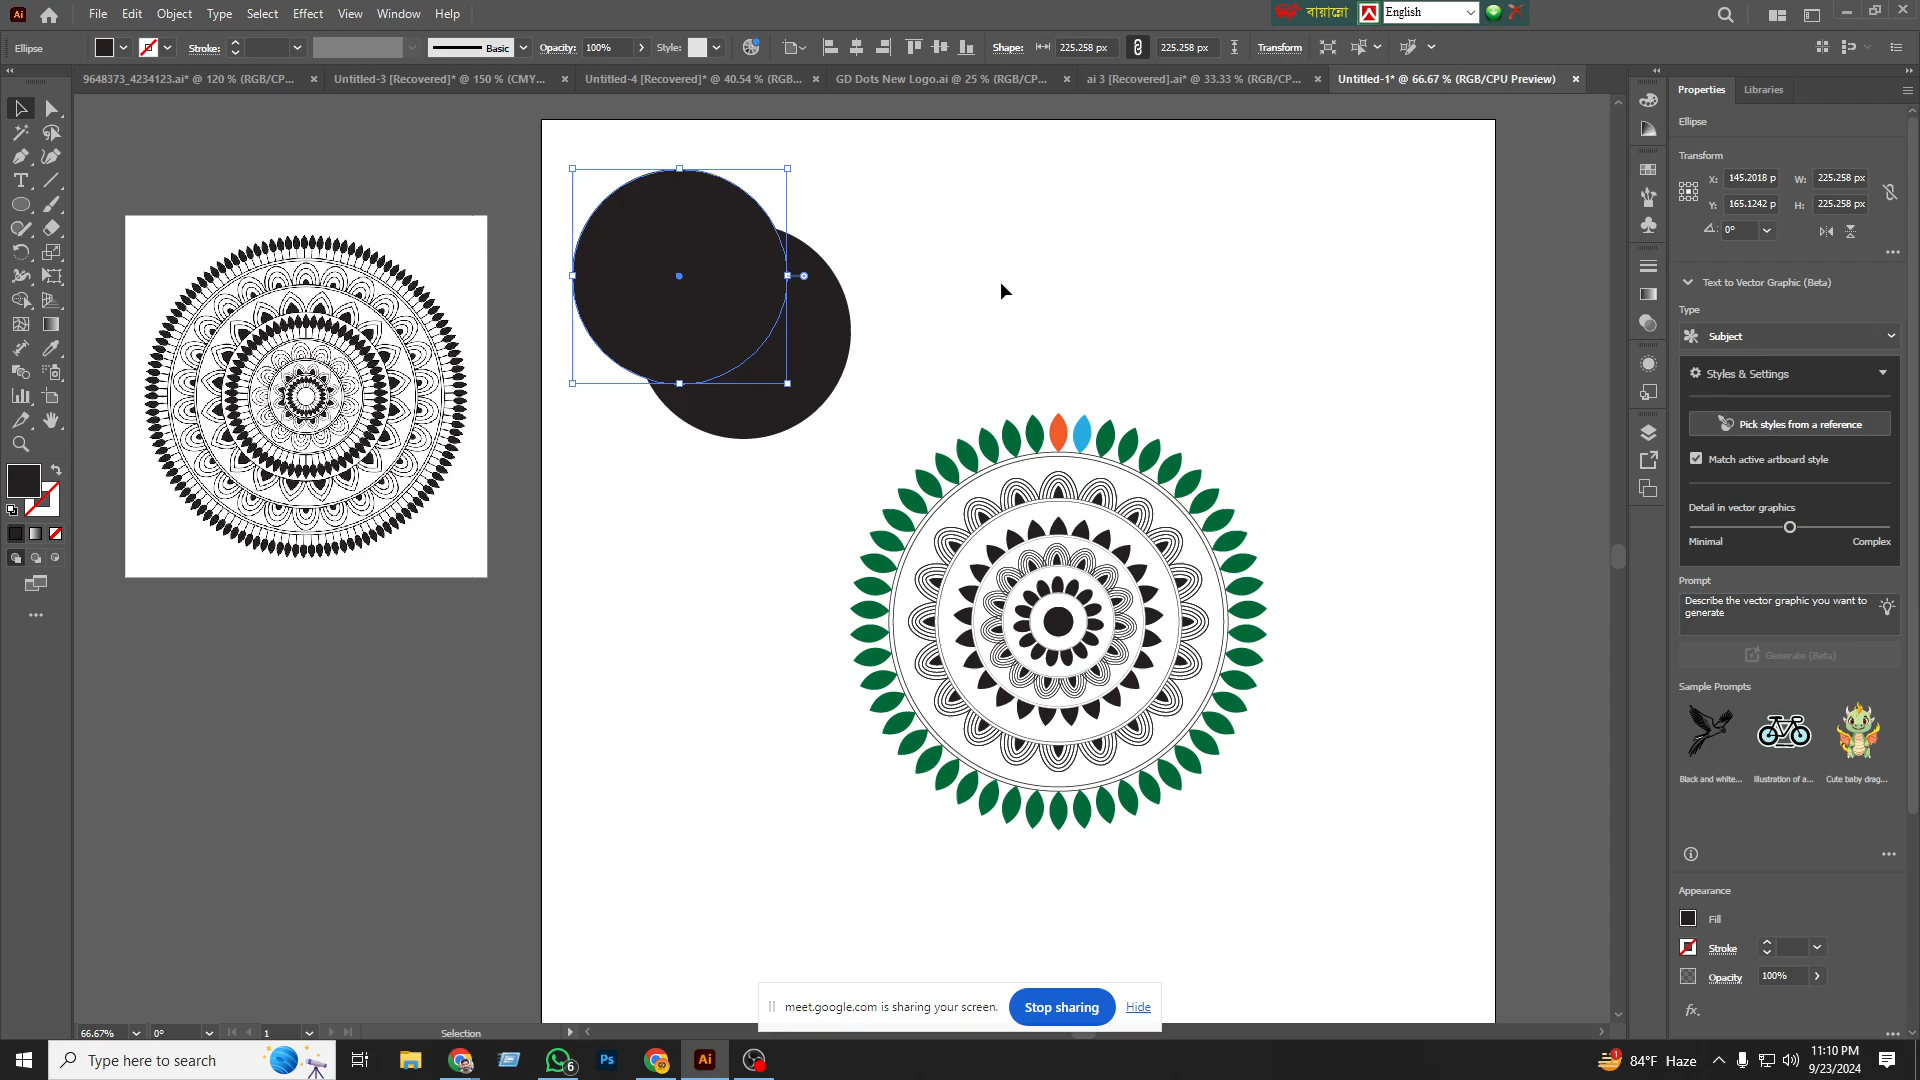 Ai File Edit Object Type Select Effect View Window Help
বায়ান্নো English
Ellipse Stroke: Basic Opacity: 100% Style: Shape: 225.258 px 225.258 px Transform
9648373_4234123.ai* @ 120 % (RGB/CP... Untitled-3 [Recovered]* @ 150 % (CMY... Untitled-4 [Recovered]* @ 40.54 % (RGB... GD Dots New Logo.ai @ 25 % (RGB/CP... ai 3 [Recovered].ai* @ 33.33 % (RGB/CP... Untitled-1* @ 66.67 % (RGB/CPU Preview)
Properties Libraries
Ellipse
Transform
X: 145.2018 p W: 225.258 px
Y: 165.1242 p H: 225.258 px
0°
Text to Vector Graphic (Beta)
Type
Subject
Styles & Settings
Pick styles from a reference
Match active artboard style
Detail in vector graphics
Minimal Complex
Prompt
Describe the vector graphic you want to
generate
Generate (Beta)
Sample Prompts
Black and white... Illustration of a... Cute baby drag...
Appearance
Fill
Stroke
Opacity 100%
fx.
meet.google.com is sharing your screen. Stop sharing Hide
66.67% 0° 1 Selection
Type here to search 6 Ps Ai 1 84°F Haze 11:10 PM
9/23/2024